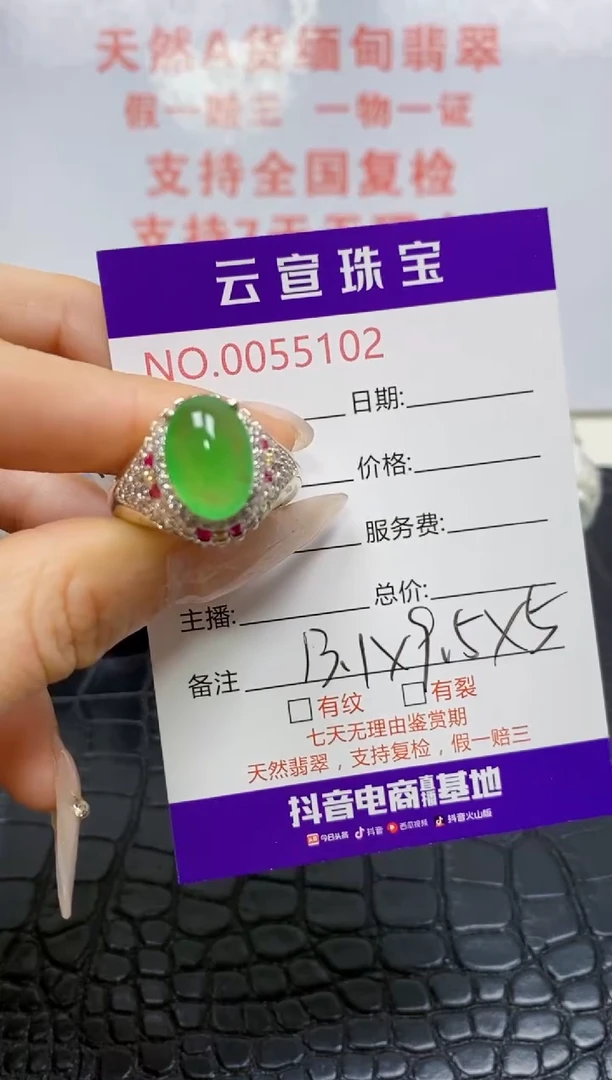 天然A货缅甸翡翠
假一赔三 一物一证
支持全国复检
云宣珠宝
NO.0055102
日期:
价格:
服务费:
主播:
总价:
备注 13.1X9.5X5
有纹 有裂
七天无理由鉴赏期
天然翡翠，支持复检，假一赔三
抖音电商直播基地
头条 今日头条 抖音 西瓜视频 抖音火山版